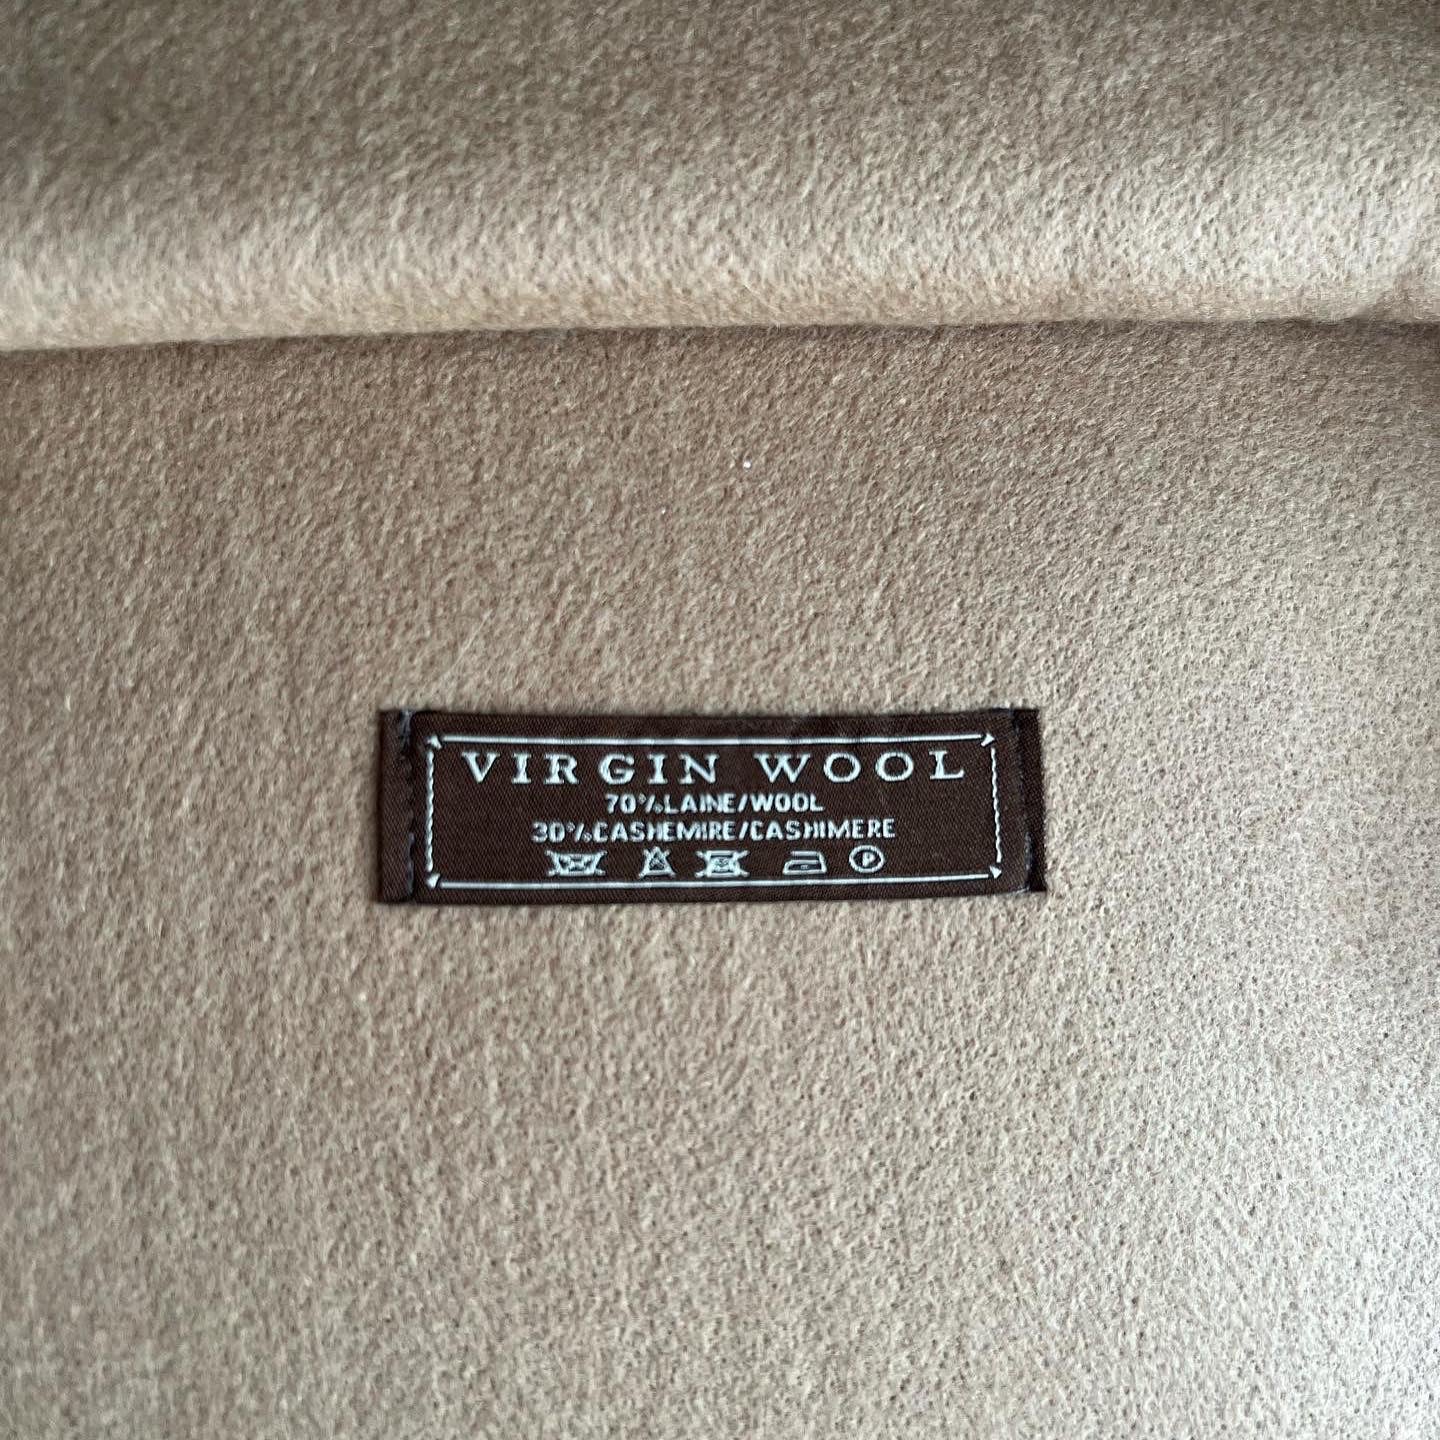 VIRGIN WOOL
70%LAINE/WOOL
30%CASHEMIRE/CASHIMERE
P